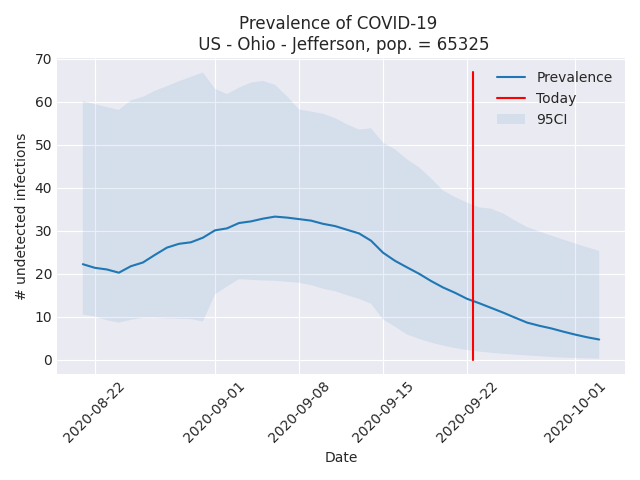 Prevalence of COVID-19
US - Ohio - Jefferson, pop. = 65325
70
60
50
40
30
20
10
0
# undetected infections
Prevalence
Today
95CI
2020-08-22
2020-09-01
2020-09-08
2020-09-15
2020-09-22
2020-10-01
Date